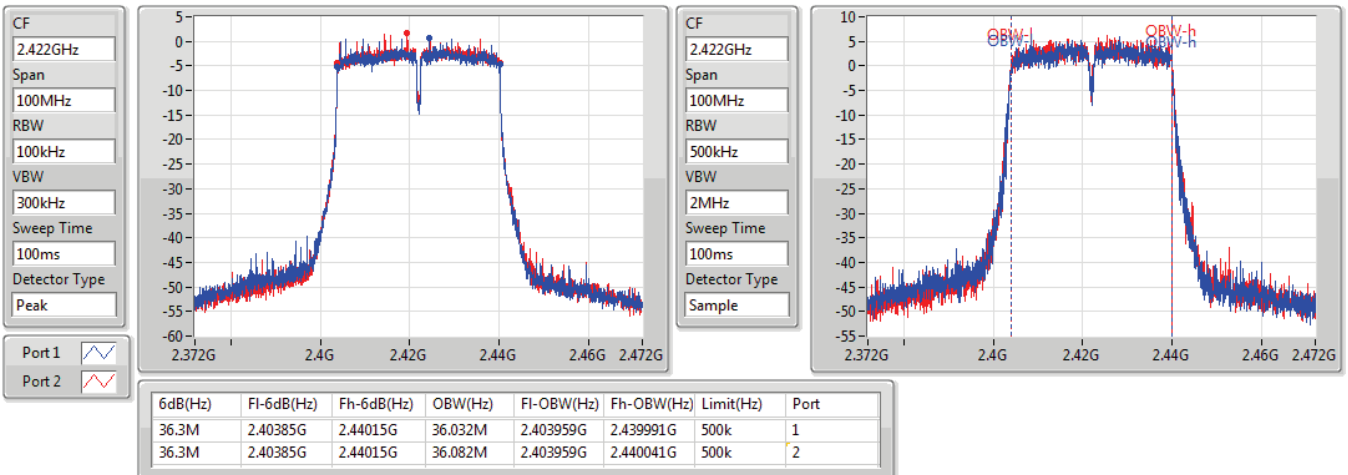 CF
2.422GHz
Span
100MHz
RBW
100kHz
VBW
300kHz
Sweep Time
100ms
Detector Type
Peak
Port 1
Port 2
5
0
-5
-10
-15
-20
-25
-30
-35
-40
-45
-50
-55
-60
2.372G 2.4G 2.42G 2.44G 2.46G 2.472G
CF
2.422GHz
Span
100MHz
RBW
500kHz
VBW
2MHz
Sweep Time
100ms
Detector Type
Sample
10
5
0
-5
-10
-15
-20
-25
-30
-35
-40
-45
-50
-55
OBW-l
OBW-l
OBW-h
OBW-h
2.372G 2.4G 2.42G 2.44G 2.46G 2.472G
6dB(Hz) Fl-6dB(Hz) Fh-6dB(Hz) OBW(Hz) Fl-OBW(Hz) Fh-OBW(Hz) Limit(Hz) Port
36.3M 2.40385G 2.44015G 36.032M 2.403959G 2.439991G 500k 1
36.3M 2.40385G 2.44015G 36.082M 2.403959G 2.440041G 500k 2